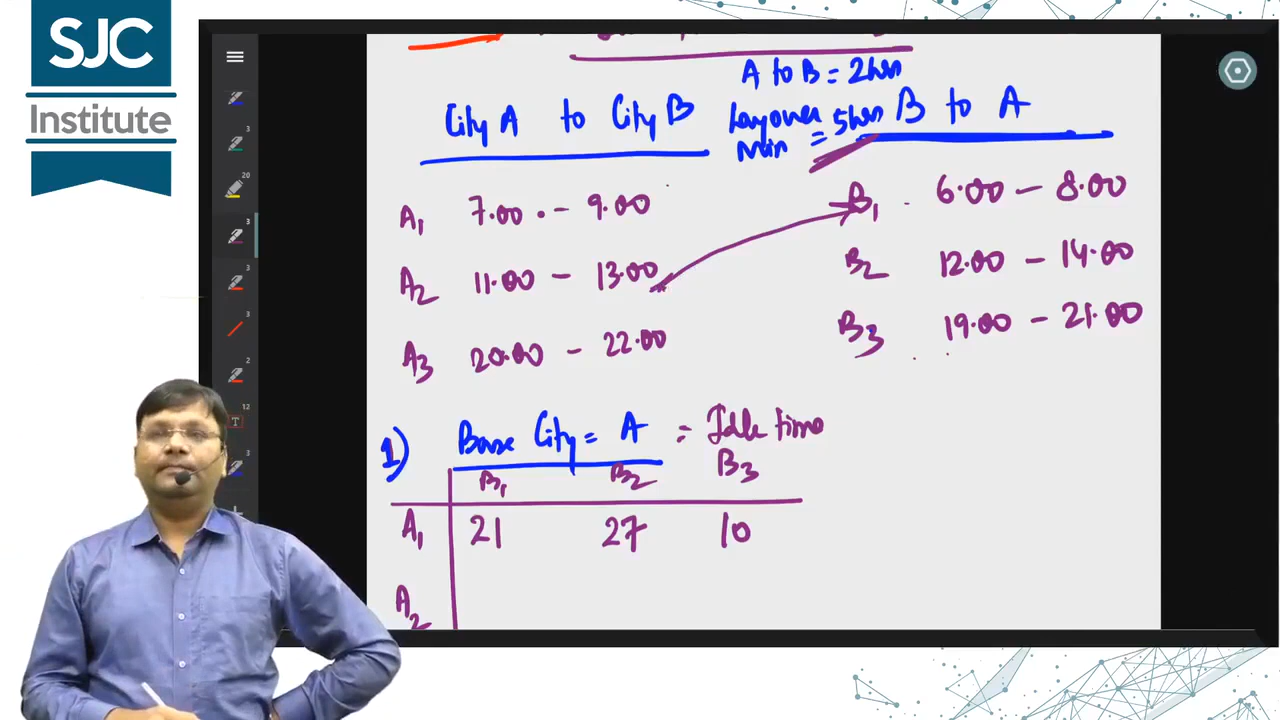 SJC
Institute
A to B = 2hrs
City A to City B
Layover min = 5hrs
B to A
A1 7.00 - 9.00
B1 6.00 - 8.00
A2 11.00 - 13.00
B2 12.00 - 14.00
A3 20.00 - 22.00
B3 19.00 - 21.00
1) Base City = A = Idle time
B1 B2 B3
A1 21 27 10
A2